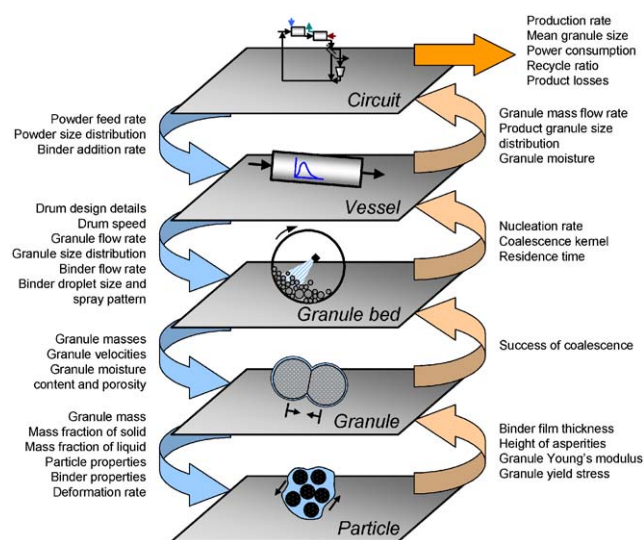 Production rate
Mean granule size
Power consumption
Recycle ratio
Product losses
Circuit
Powder feed rate
Powder size distribution
Binder addition rate
Granule mass flow rate
Product granule size
distribution
Granule moisture
Vessel
Drum design details
Drum speed
Granule flow rate
Granule size distribution
Binder flow rate
Binder droplet size and
spray pattern
Nucleation rate
Coalescence kernel
Residence time
Granule bed
Granule masses
Granule velocities
Granule moisture
content and porosity
Success of coalescence
Granule
Granule mass
Mass fraction of solid
Mass fraction of liquid
Particle properties
Binder properties
Deformation rate
Binder film thickness
Height of asperities
Granule Young's modulus
Granule yield stress
Particle